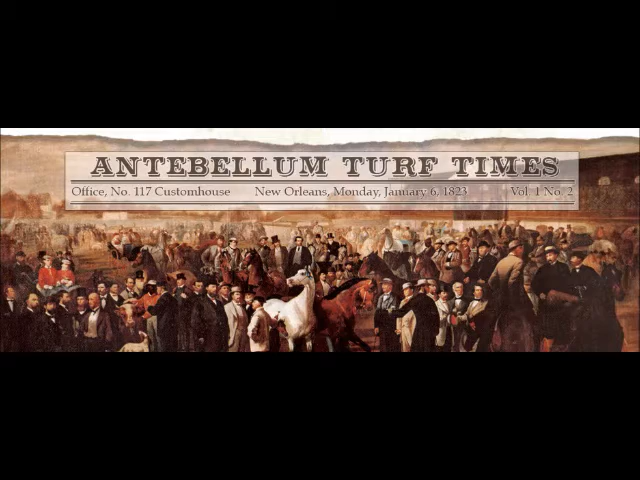 ANTEBELLUM TURF TIMES
Office, No. 117 Customhouse New Orleans, Monday, January 6, 1823 Vol. 1 No. 2